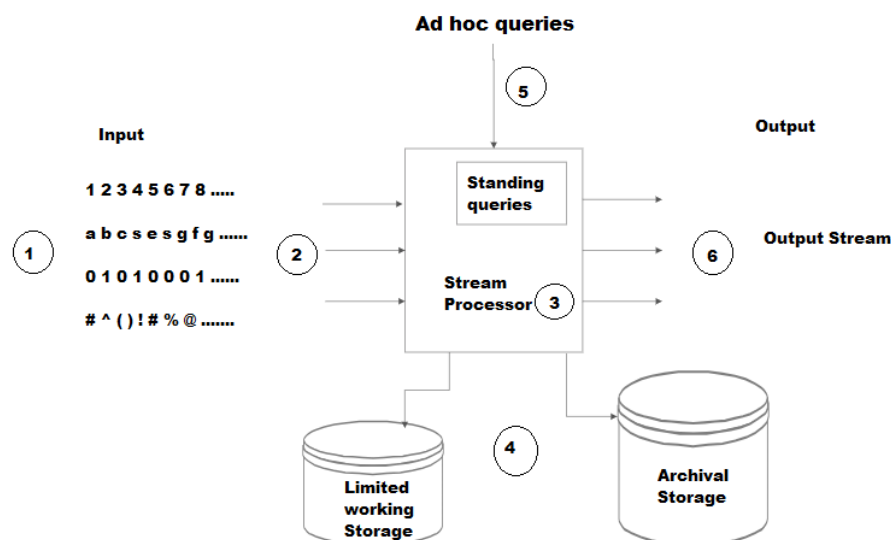 Ad hoc queries
5
Input
Output
1 2 3 4 5 6 7 8 .....
Standing
queries
a b c s e s g f g ......
1
2
6
Output Stream
0 1 0 1 0 0 0 1 ......
Stream
Processor
3
# ^ ( ) ! # % @ .......
4
Limited
working
Storage
Archival
Storage